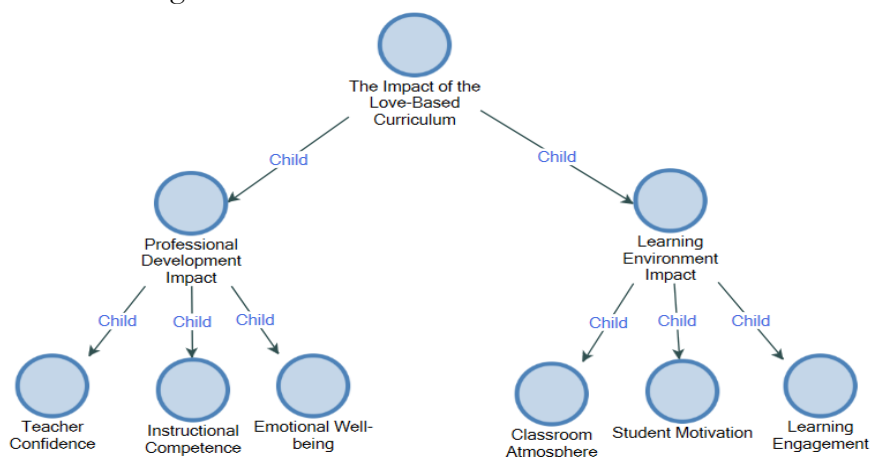 The Impact of the
Love-Based
Curriculum
Child
Child
Professional
Development
Impact
Learning
Environment
Impact
Child
Child
Child
Child
Child
Child
Teacher
Confidence
Instructional
Competence
Emotional Well-
being
Classroom
Atmosphere
Student Motivation
Learning
Engagement